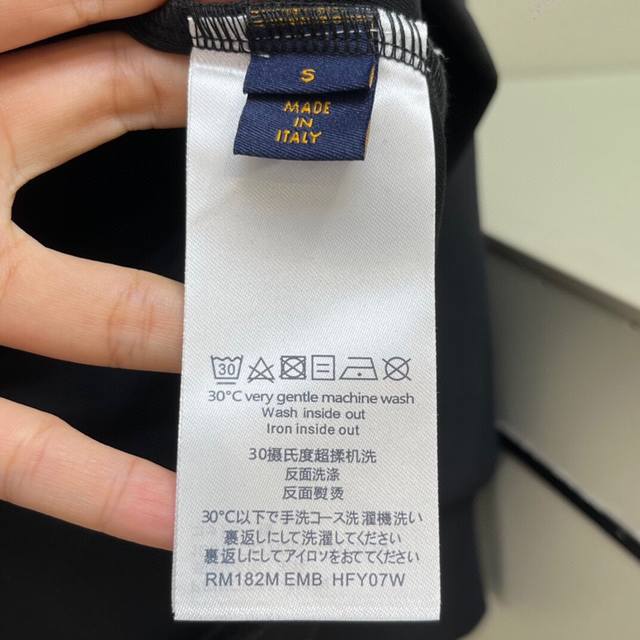 S
MADE
IN
ITALY
30
30°C very gentle machine wash
Wash inside out
Iron inside out
30摄氏度超揉机洗
反面洗涤
反面熨烫
30℃以下で手洗コース洗濯機洗い
裏返しにして洗濯してください
裏返しにしてアイロソをおててください
RM182M EMB HFY07W